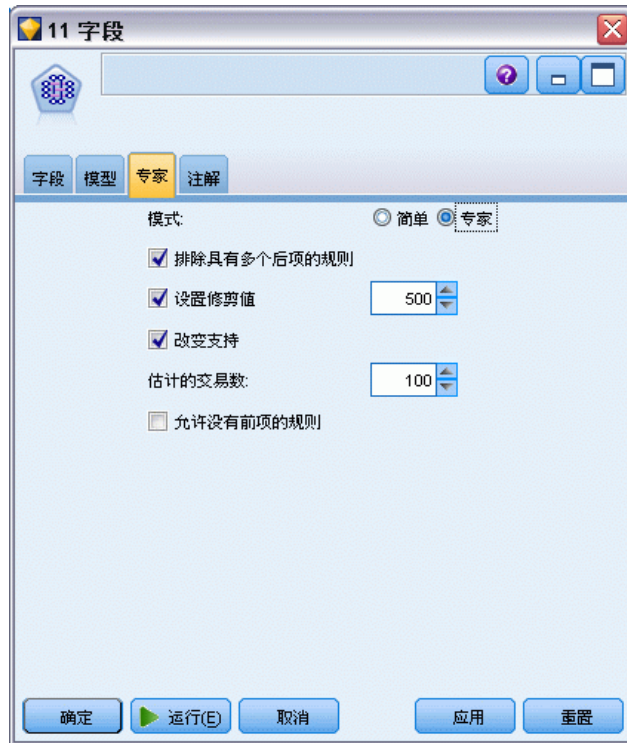 11 字段
字段 模型 专家 注解
模式: 简单 专家
排除具有多个后项的规则
设置修剪值 500
改变支持
估计的交易数: 100
允许没有前项的规则
确定 运行(E) 取消 应用 重置